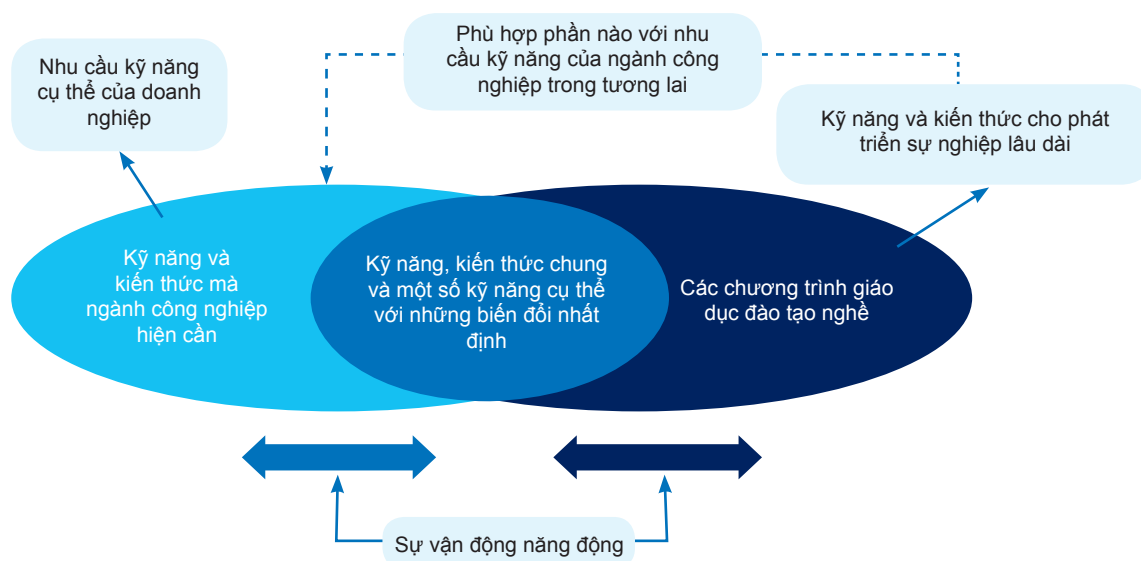 Phù hợp phần nào với nhu
cầu kỹ năng của ngành công
nghiệp trong tương lai
Nhu cầu kỹ năng
cụ thể của doanh
nghiệp
Kỹ năng và kiến thức cho phát
triển sự nghiệp lâu dài
Kỹ năng và
kiến thức mà
ngành công nghiệp
hiện cần
Kỹ năng, kiến thức chung
và một số kỹ năng cụ thể
với những biến đổi nhất
định
Các chương trình giáo
dục đào tạo nghề
Sự vận động năng động